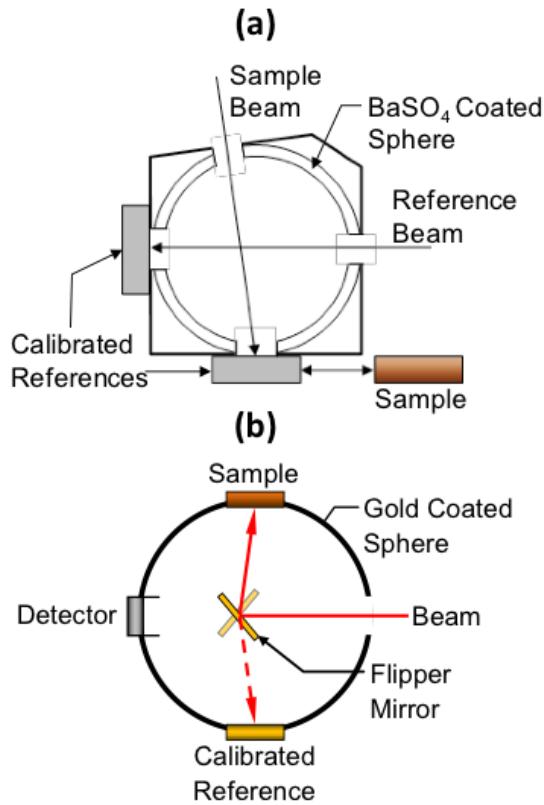 (a)
Sample
Beam
BaSO₄ Coated
Sphere
Reference
Beam
Calibrated
References
Sample
(b)
Sample
Gold Coated
Sphere
Detector
Beam
Flipper
Mirror
Calibrated
Reference